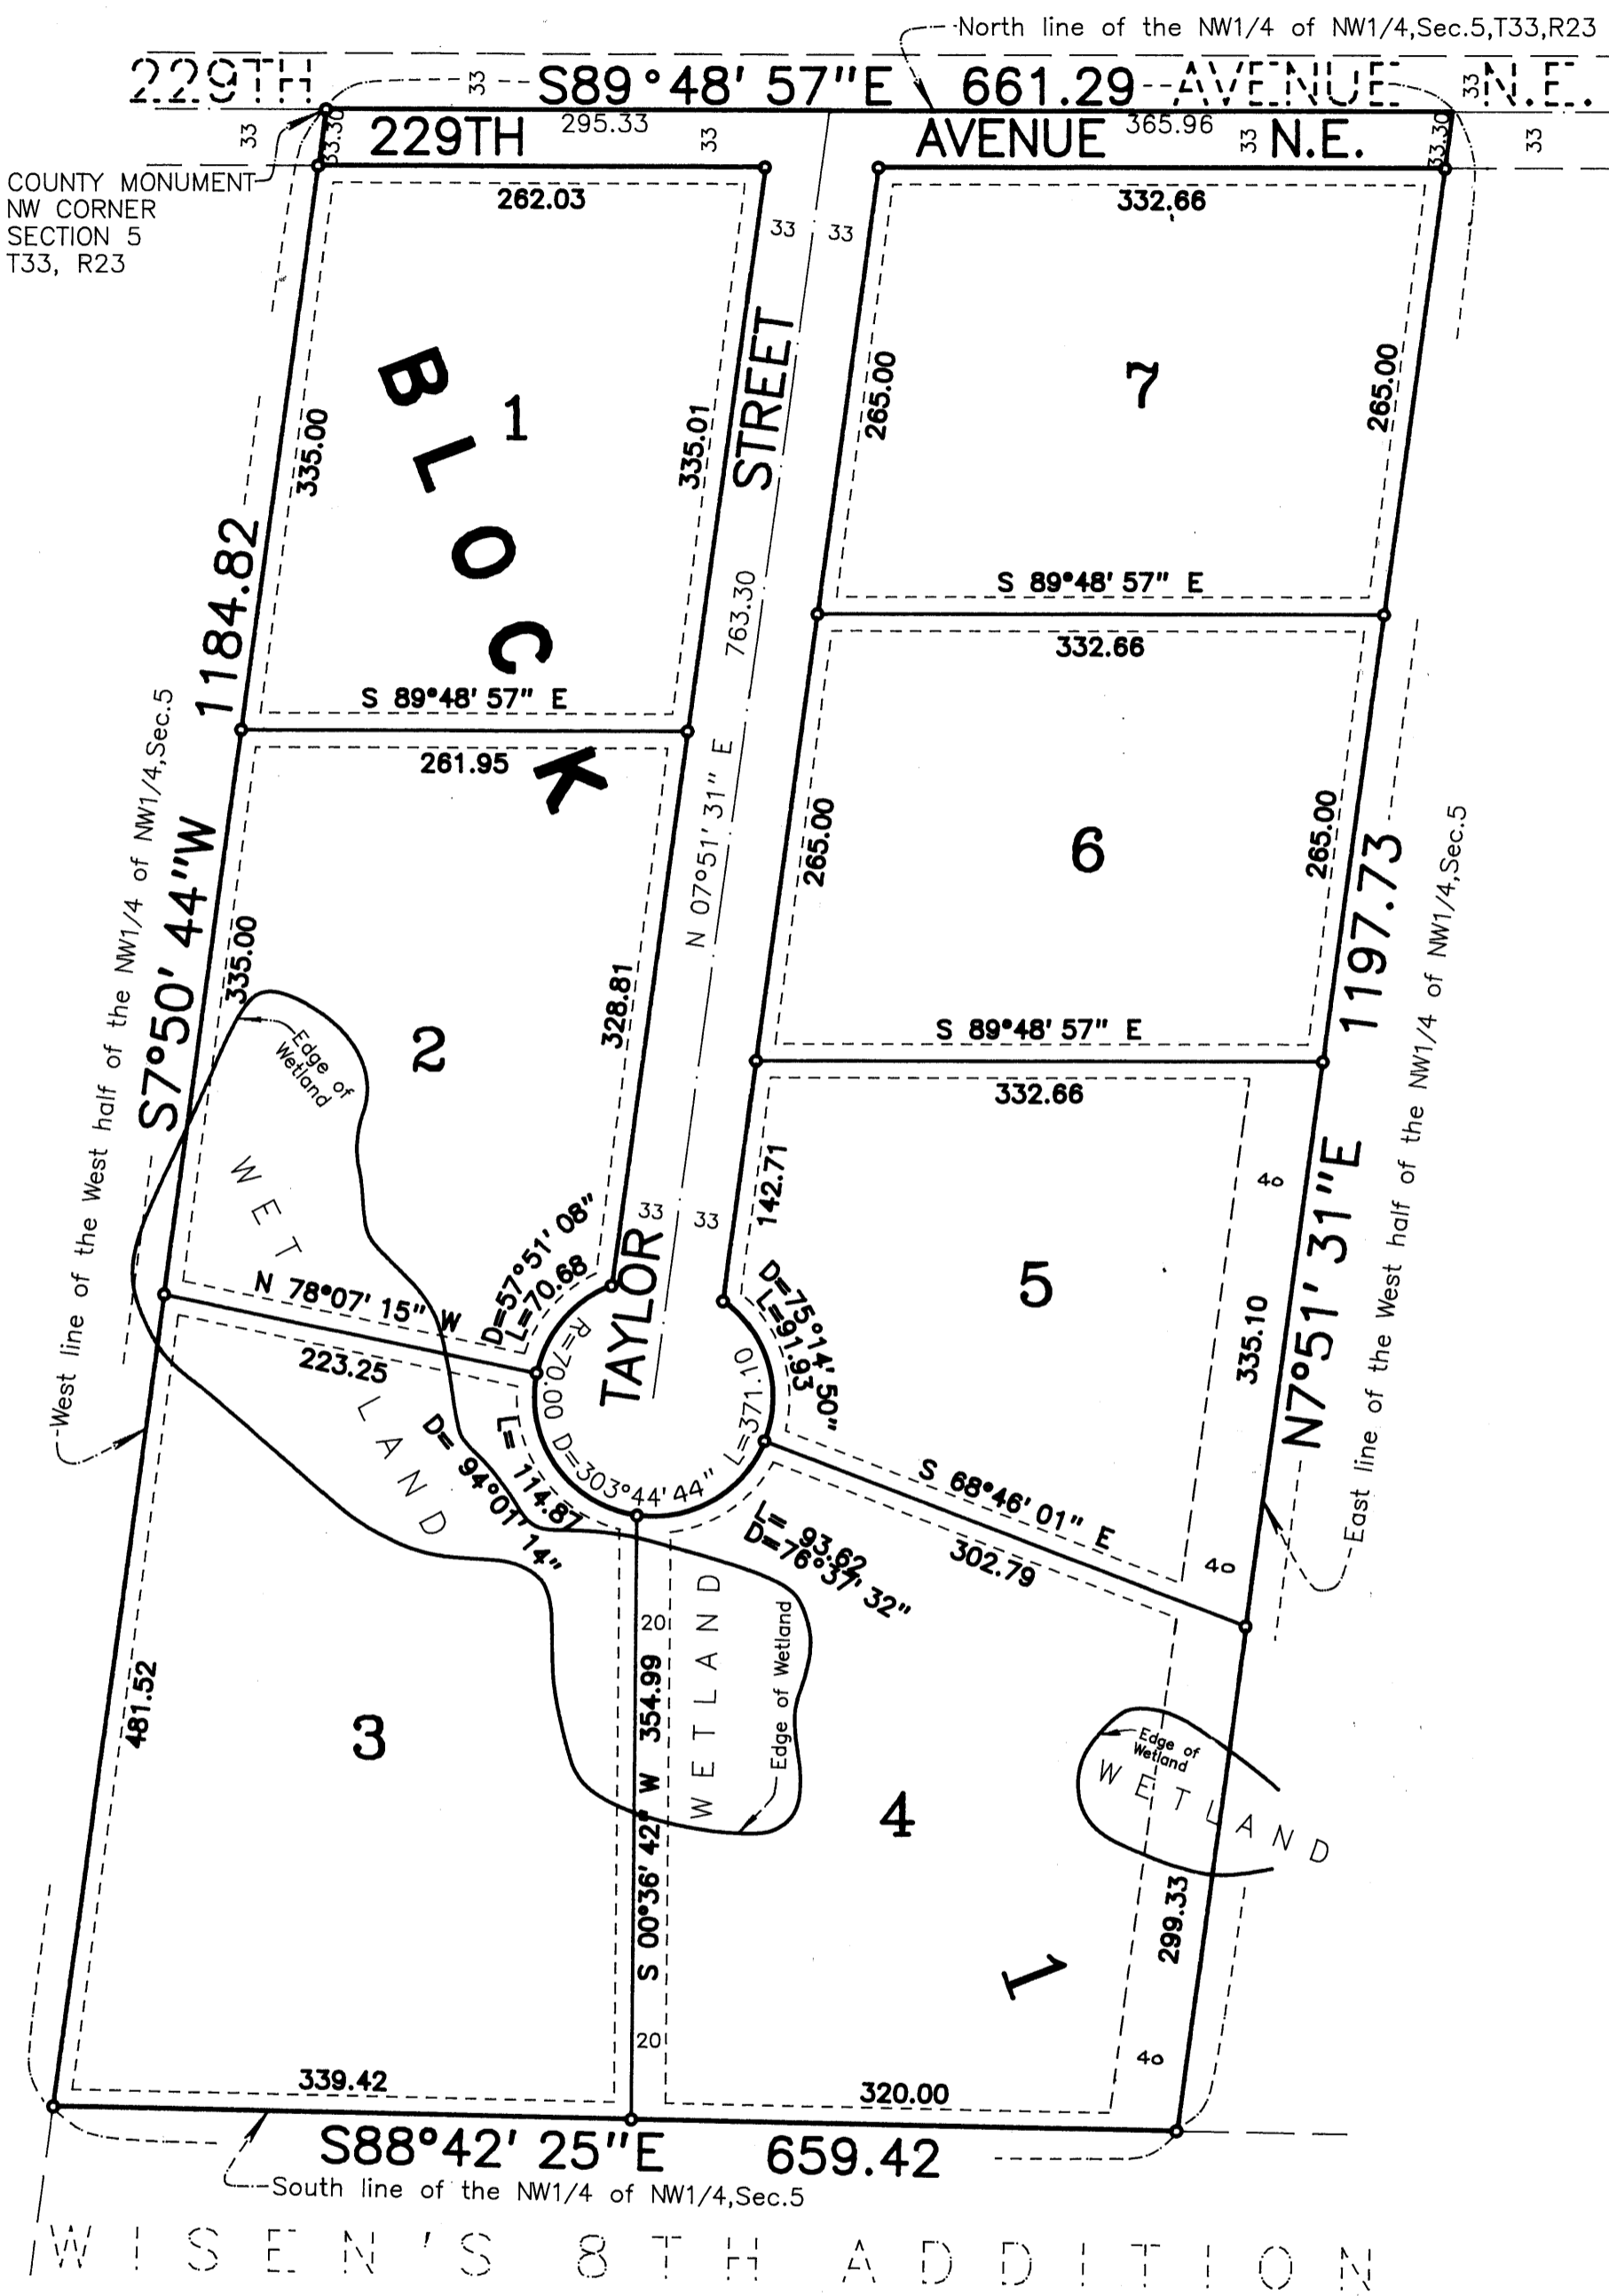 North line of the NW1/4 of NW1/4,Sec.5,T33,R23
229TH AVENUE N.E.
S89°48'57"E 661.29
33
33
33
33.30
229TH AVENUE N.E.
295.33
365.96
33
33
33.30
33
COUNTY MONUMENT
NW CORNER
SECTION 5
T33, R23
262.03
332.66
33
33
BLOCK
1
335.00
335.01
STREET
265.00
7
265.00
1184.82
763.30
S 89°48'57" E
332.66
S 89°48'57" E
261.95
N 07°51'31" E
S7°50'44"W
West line of the West half of the NW1/4 of NW1/4,Sec.5
335.00
2
328.81
265.00
6
265.00
1197.73
East line of the West half of the NW1/4 of NW1/4,Sec.5
Edge of
Wetland
WETLAND
S 89°48'57" E
332.66
142.71
40
33
33
D=57°51'08"
L=70.68
TAYLOR
D=75°14'50"
L=91.93
5
335.10
N7°51'31"E
N 78°07'15" W
223.25
R=70.00 D=303°44'44" L=371.10
L= 114.87
D= 94°01'14"
L= 93.62
D=76°37'32"
S 68°46'01" E
302.79
40
20
WETLAND
Edge of Wetland
481.52
3
S 00°36'42" W 354.99
4
Edge of
Wetland
WETLAND
299.33
1
20
40
339.42
320.00
S88°42'25"E 659.42
South line of the NW1/4 of NW1/4,Sec.5
WISEN'S 8TH ADDITION